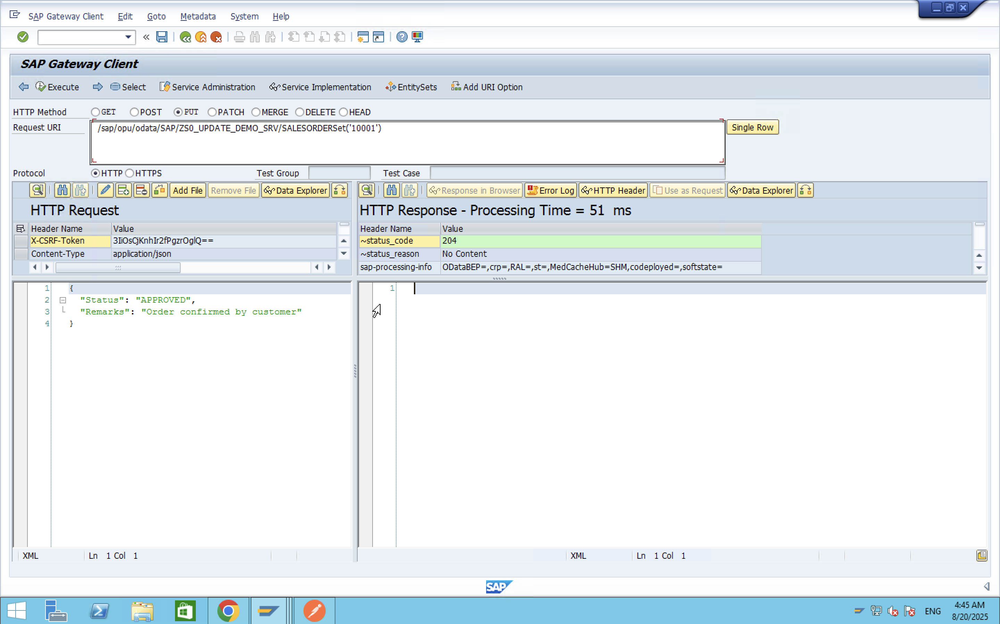 SAP Gateway Client Edit Goto Metadata System Help
SAP Gateway Client
Execute Select Service Administration Service Implementation EntitySets Add URI Option
HTTP Method GET POST PUT PATCH MERGE DELETE HEAD
Request URI /sap/opu/odata/SAP/ZS0_UPDATE_DEMO_SRV/SALESORDERSet('10001') Single Row
Protocol HTTP HTTPS Test Group Test Case
Add File Remove File Data Explorer Response in Browser Error Log HTTP Header Use as Request Data Explorer
HTTP Request
Header Name Value
X-CSRF-Token 3IiOsCjKnhIr2fPgzrOglQ==
Content-Type application/json
HTTP Response - Processing Time = 51 ms
Header Name Value
~status_code 204
~status_reason No Content
sap-processing-info ODataBEP=,crp=,RAL=,st=,MedCacheHub=SHM,codeployed=,softstate=
1 {
2 "Status": "APPROVED",
3 "Remarks": "Order confirmed by customer"
4 }
1
XML Ln 1 Col 1
XML Ln 1 Col 1
SAP
ENG
4:45 AM
8/20/2025